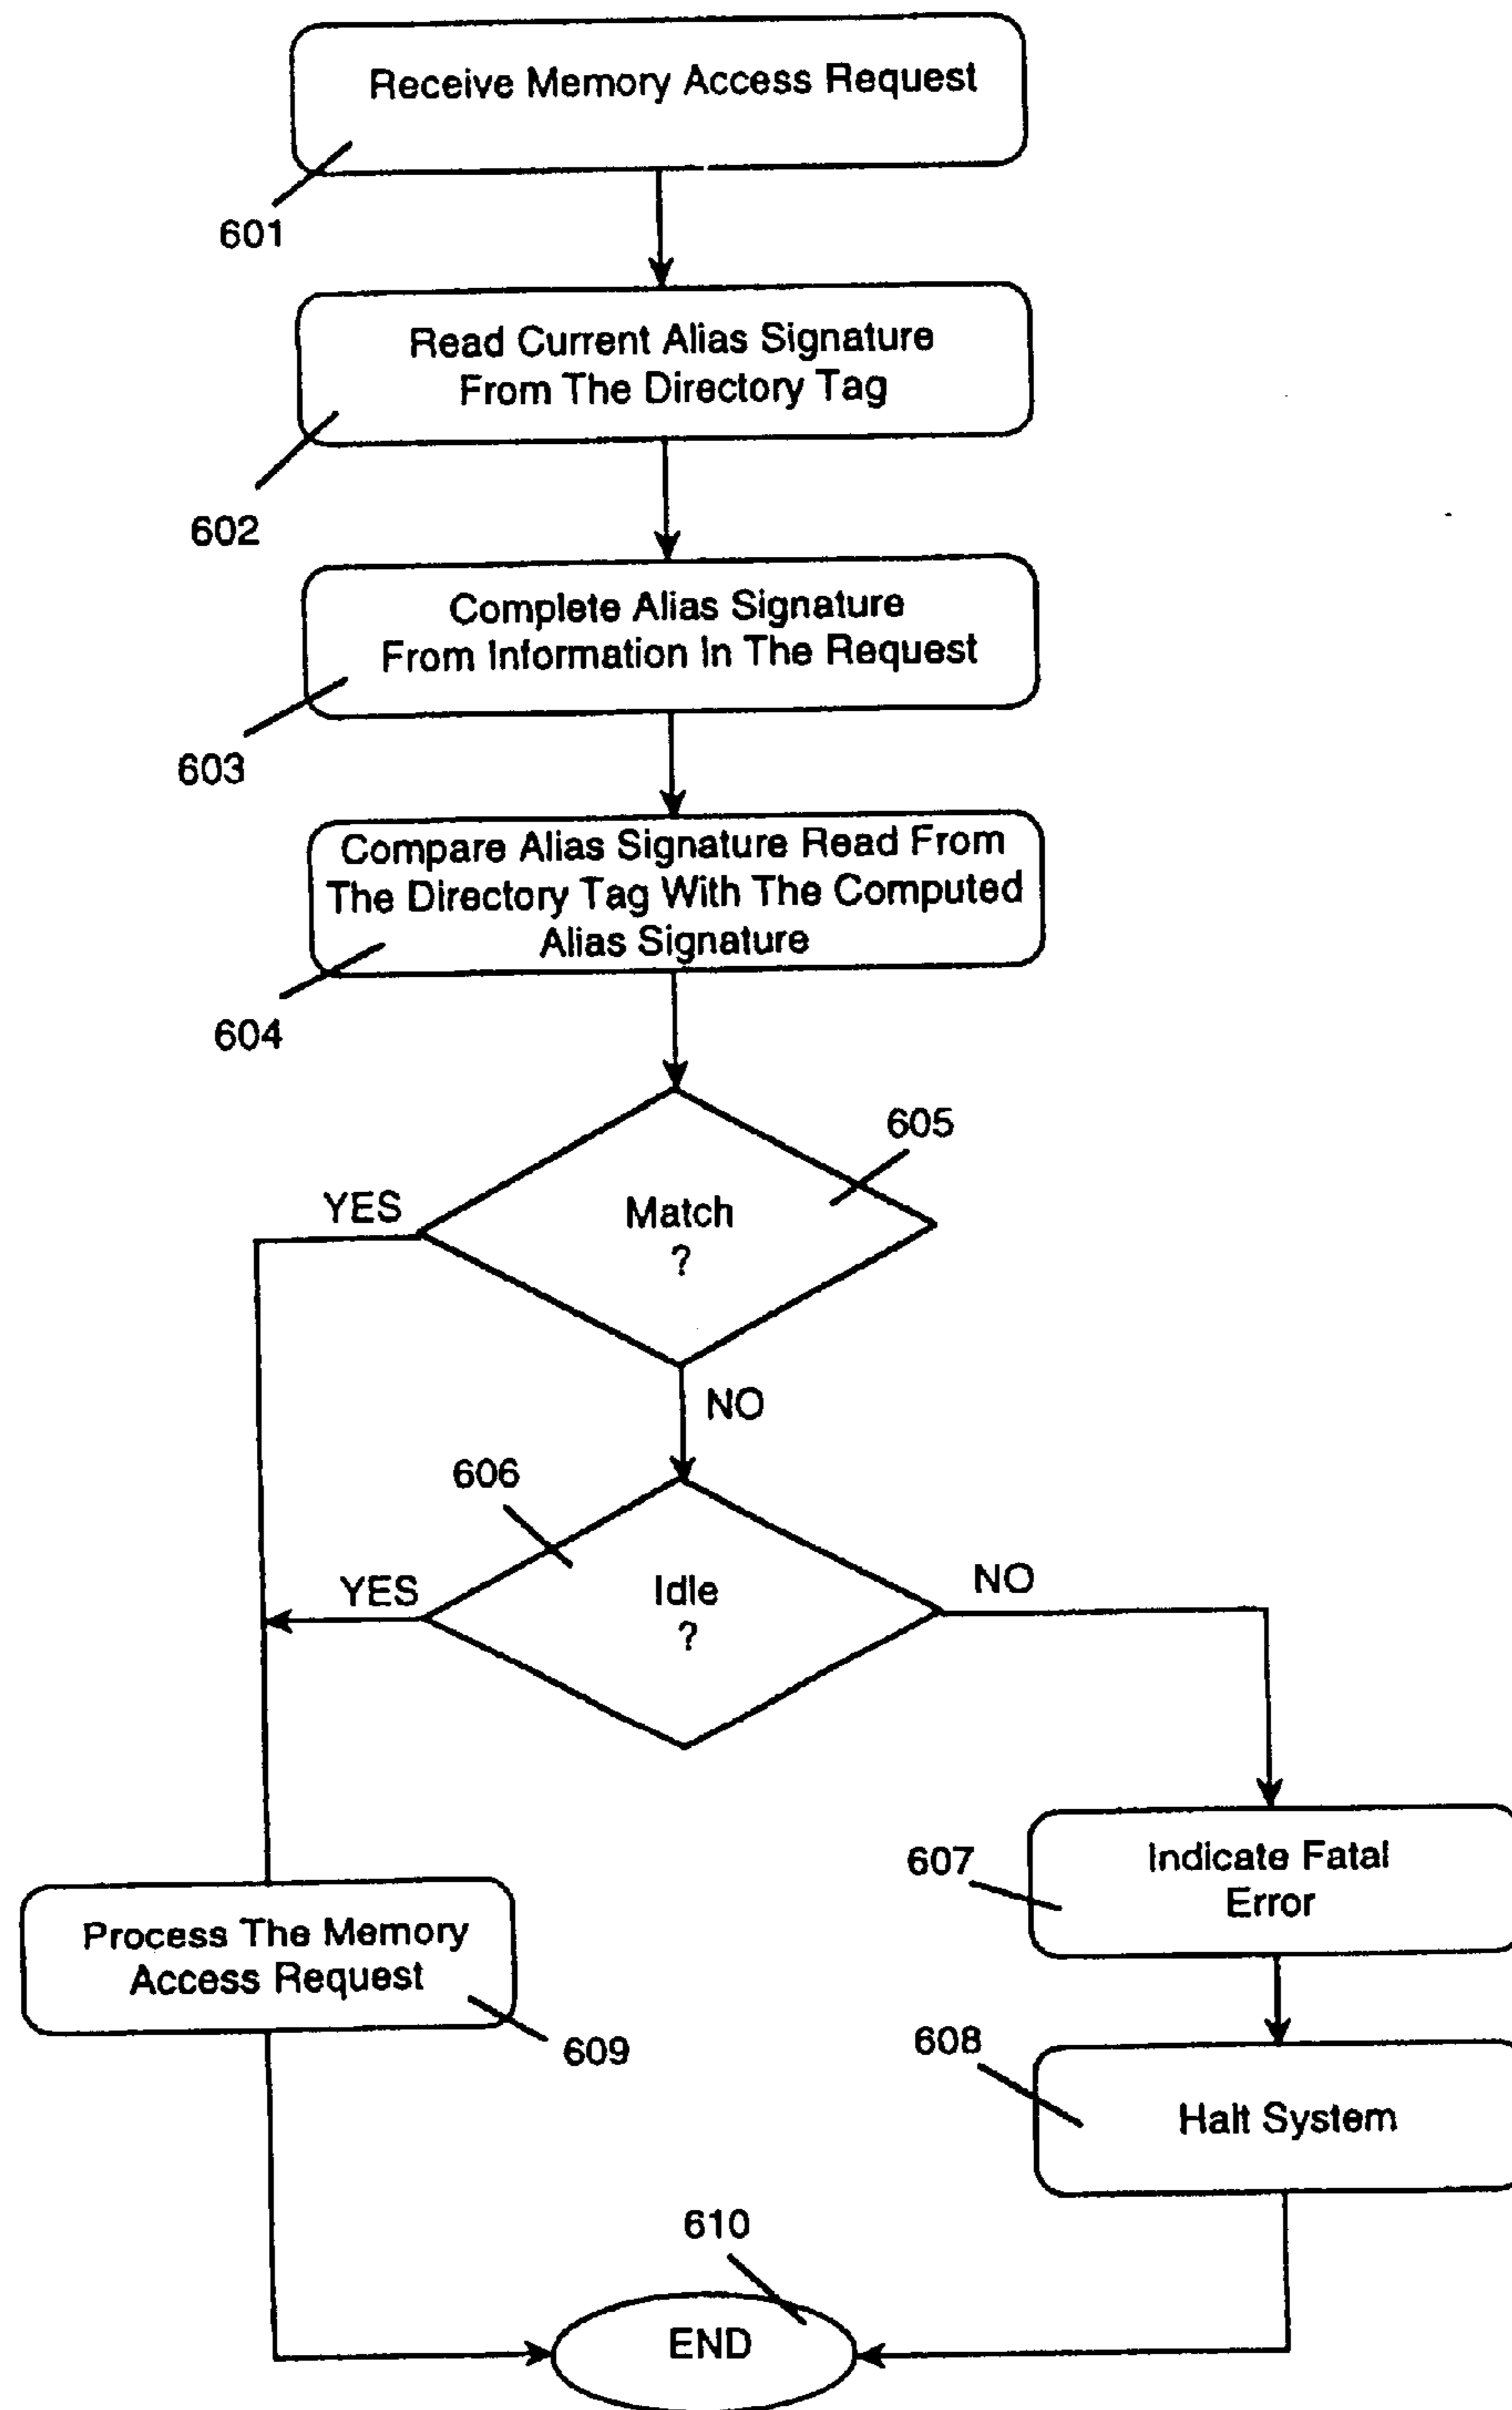 Receive Memory Access Request
601
Read Current Alias Signature
From The Directory Tag
602
Complete Alias Signature
From Information In The Request
603
Compare Alias Signature Read From
The Directory Tag With The Computed
Alias Signature
604
605
YES
Match
?
NO
606
YES
Idle
?
NO
607
Indicate Fatal
Error
Process The Memory
Access Request
609
608
Halt System
610
END